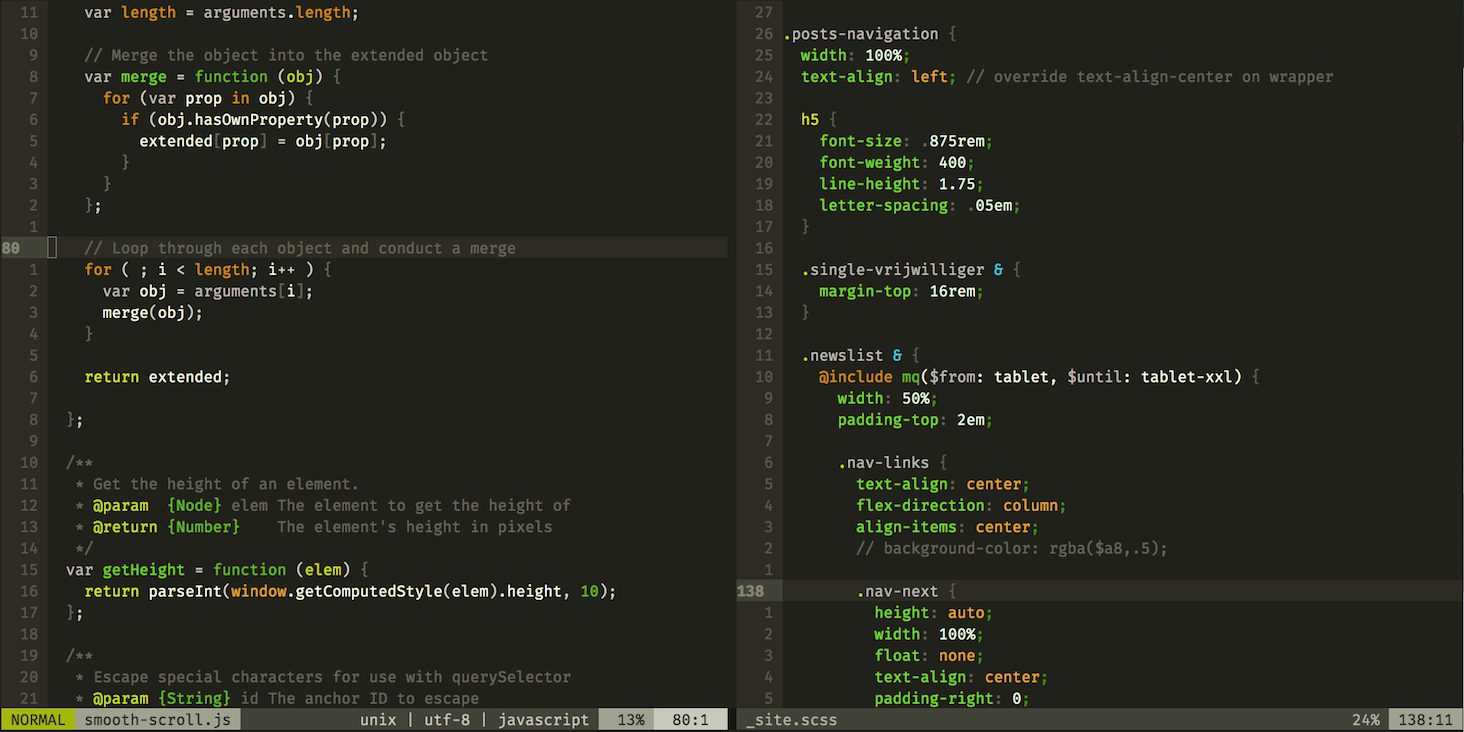 11    var length = arguments.length;
10
9    // Merge the object into the extended object
8    var merge = function (obj) {
7      for (var prop in obj) {
6        if (obj.hasOwnProperty(prop)) {
5          extended[prop] = obj[prop];
4        }
3      }
2    };
1
80    // Loop through each object and conduct a merge
1    for ( ; i < length; i++ ) {
2      var obj = arguments[i];
3      merge(obj);
4    }
5
6    return extended;
7
8  };
9
10  /**
11   * Get the height of an element.
12   * @param  {Node} elem The element to get the height of
13   * @return {Number}    The element's height in pixels
14   */
15  var getHeight = function (elem) {
16    return parseInt(window.getComputedStyle(elem).height, 10);
17  };
18
19  /**
20   * Escape special characters for use with querySelector
21   * @param {String} id The anchor ID to escape
NORMAL smooth-scroll.js unix | utf-8 | javascript 13% 80:1
27
26 .posts-navigation {
25   width: 100%;
24   text-align: left; // override text-align-center on wrapper
23
22   h5 {
21     font-size: .875rem;
20     font-weight: 400;
19     line-height: 1.75;
18     letter-spacing: .05em;
17   }
16
15   .single-vrijwilliger & {
14     margin-top: 16rem;
13   }
12
11   .newslist & {
10     @include mq($from: tablet, $until: tablet-xxl) {
9       width: 50%;
8       padding-top: 2em;
7
6       .nav-links {
5         text-align: center;
4         flex-direction: column;
3         align-items: center;
2         // background-color: rgba($a8,.5);
1
138         .nav-next {
1           height: auto;
2           width: 100%;
3           float: none;
4           text-align: center;
5           padding-right: 0;
_site.scss 24% 138:11